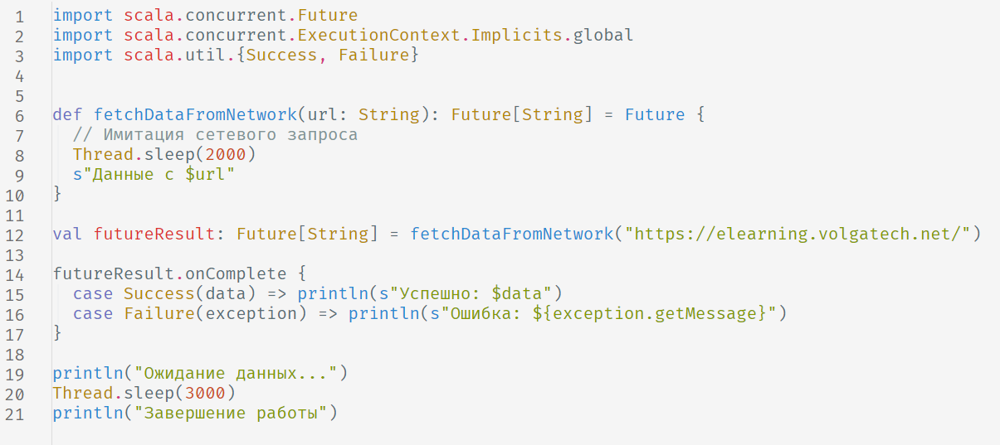 1 import scala.concurrent.Future
2 import scala.concurrent.ExecutionContext.Implicits.global
3 import scala.util.{Success, Failure}
4
5
6 def fetchDataFromNetwork(url: String): Future[String] = Future {
7   // Имитация сетевого запроса
8   Thread.sleep(2000)
9   s"Данные с $url"
10 }
11
12 val futureResult: Future[String] = fetchDataFromNetwork("https://elearning.volgatech.net/")
13
14 futureResult.onComplete {
15   case Success(data) => println(s"Успешно: $data")
16   case Failure(exception) => println(s"Ошибка: ${exception.getMessage}")
17 }
18
19 println("Ожидание данных...")
20 Thread.sleep(3000)
21 println("Завершение работы")